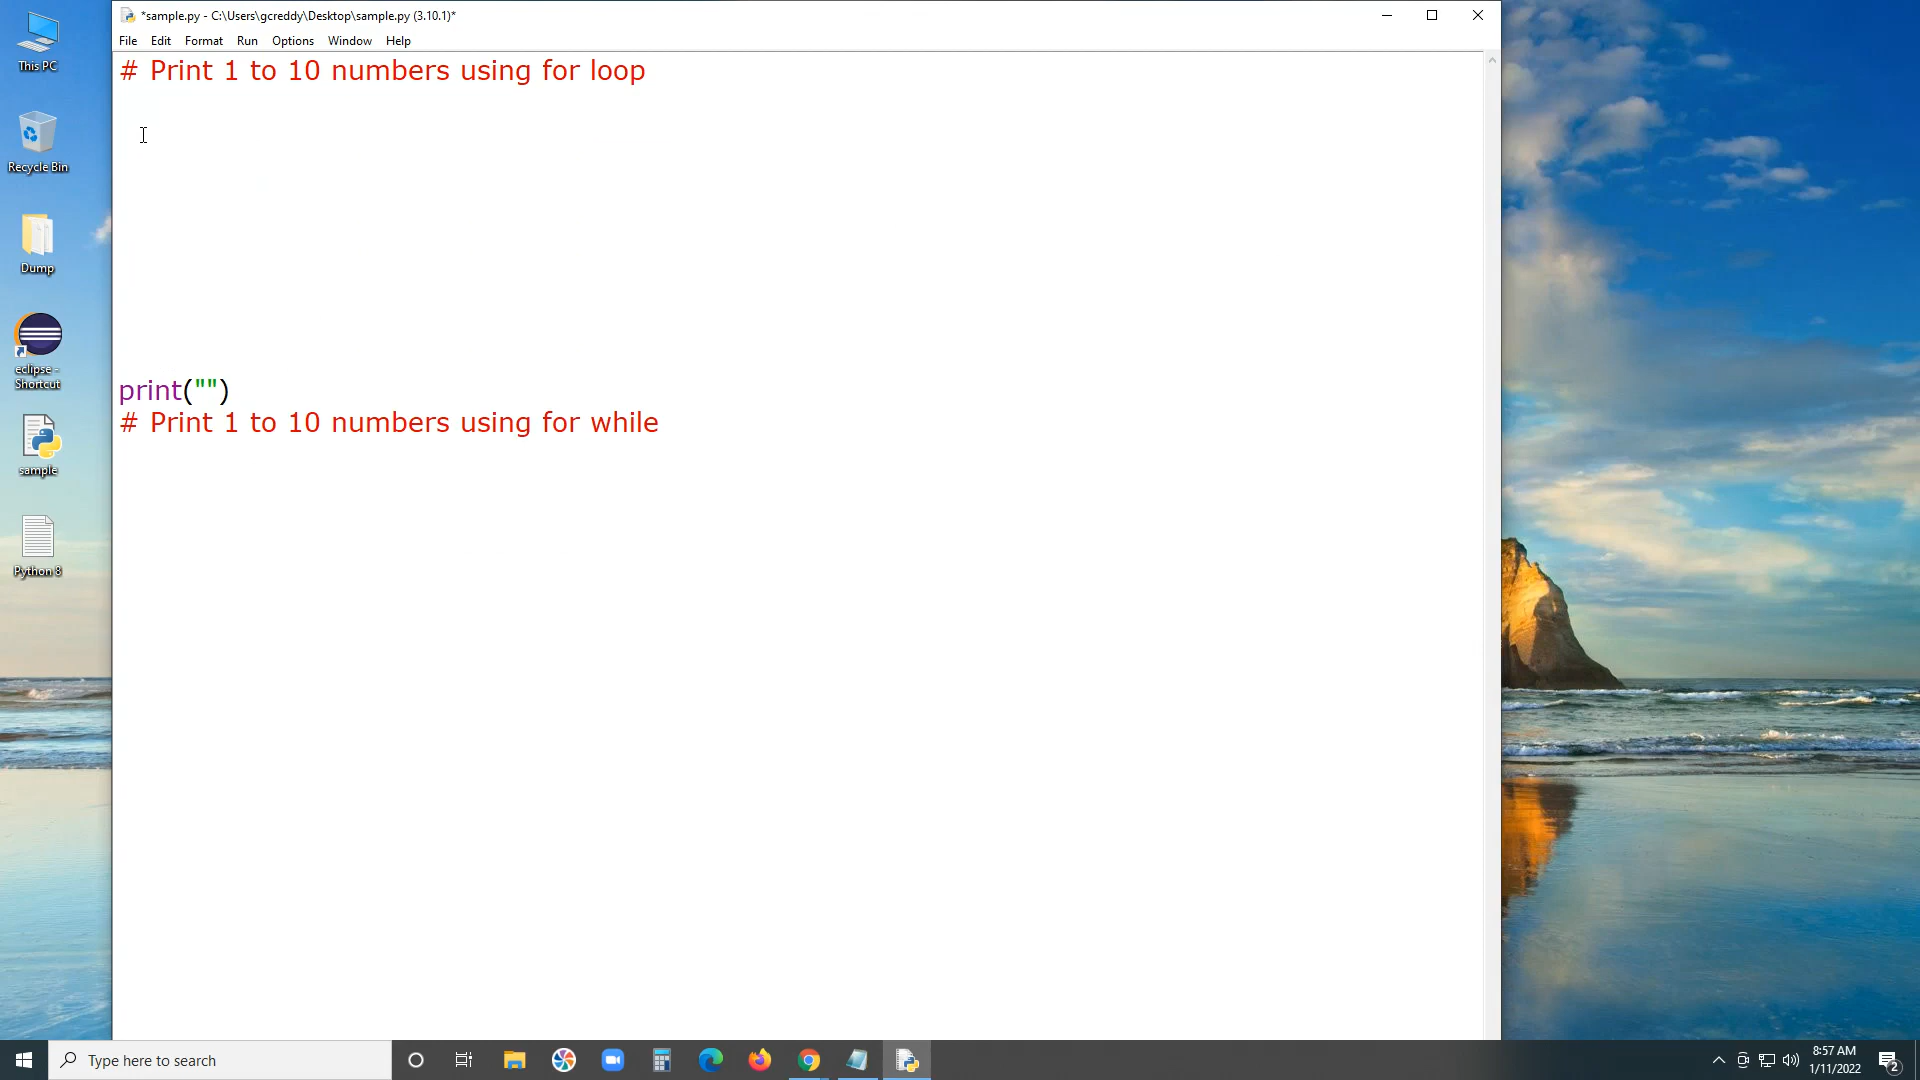 *sample.py - C:\Users\gcreddy\Desktop\sample.py (3.10.1)*
File Edit Format Run Options Window Help
# Print 1 to 10 numbers using for loop
print("")
# Print 1 to 10 numbers using for while
This PC
Recycle Bin
Dump
eclipse -
Shortcut
sample
Python 8
Type here to search
8:57 AM
1/11/2022
2